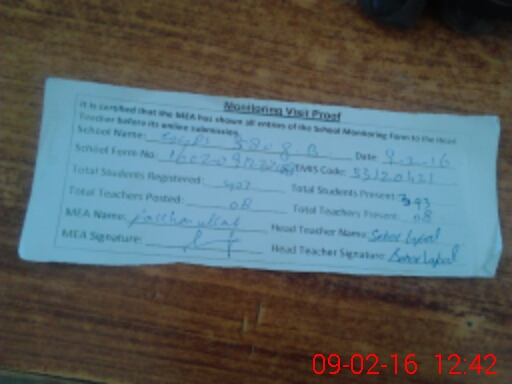 Monitoring Visit Proof
It is certified that the MEA has shown all entries of the School Monitoring Form to the Head
Teacher before its online submission.
School Name: Date: 9-2-16
School Form No. EMIS Code:
Total Students Registered: Total Students Present: 393
Total Teachers Posted: 08 Total Teachers Present: 08
MEA Name: Head Teacher Name: Iqbal
MEA Signature: Head Teacher Signature: Iqbal
09-02-16 12:42